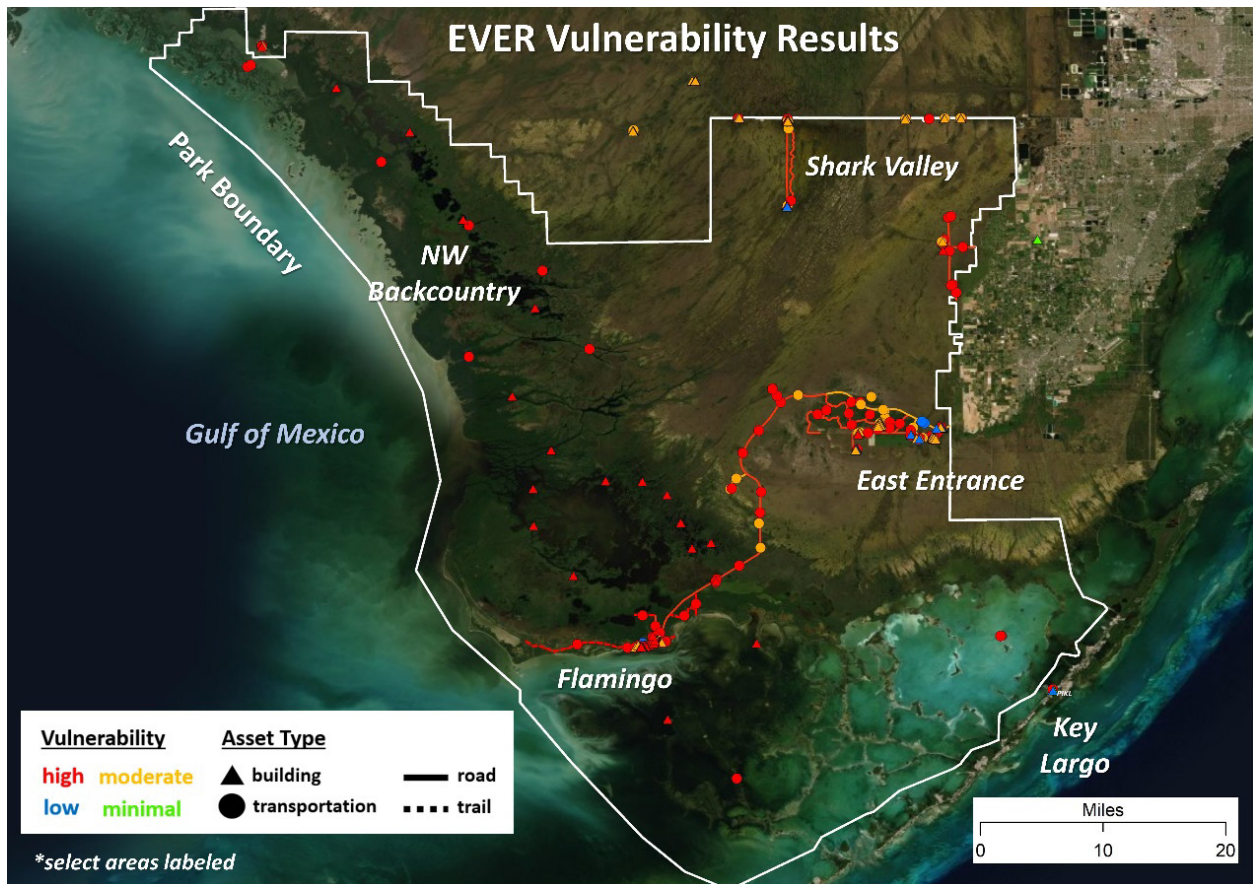 EVER Vulnerability Results
Park Boundary
Shark Valley
NW
Backcountry
Gulf of Mexico
East Entrance
Flamingo
PIKL
Key
Largo
Vulnerability Asset Type
high moderate building road
low minimal transportation trail
Miles
0 10 20
*select areas labeled